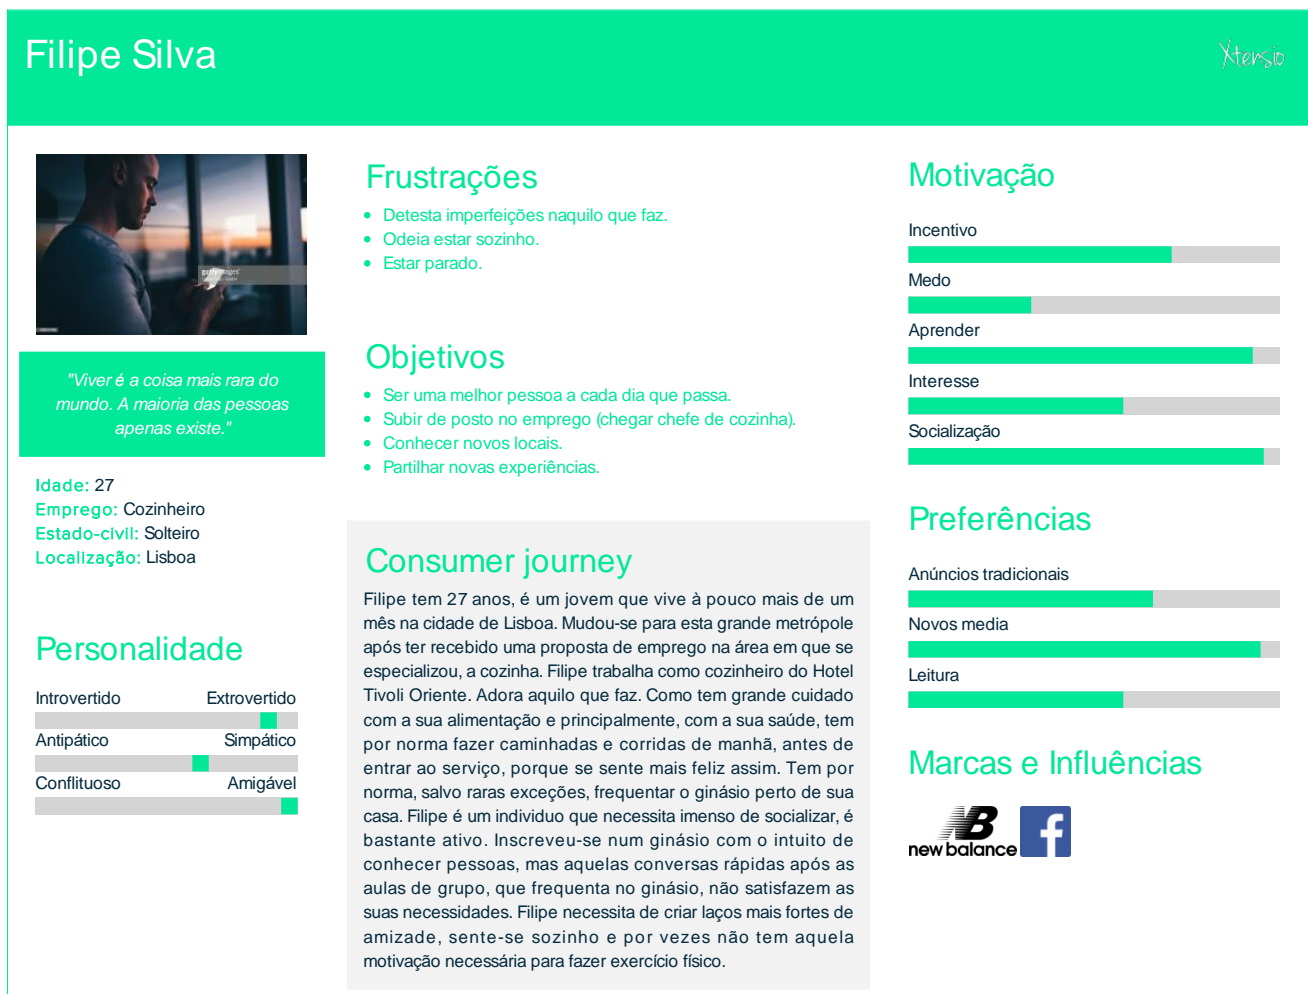 Filipe Silva
Xtensio
gettyimages
"Viver é a coisa mais rara do
mundo. A maioria das pessoas
apenas existe."
Idade: 27
Emprego: Cozinheiro
Estado-civil: Solteiro
Localização: Lisboa
Personalidade
Introvertido Extrovertido
Antipático Simpático
Conflituoso Amigável
Frustrações
• Detesta imperfeições naquilo que faz.
• Odeia estar sozinho.
• Estar parado.
Objetivos
• Ser uma melhor pessoa a cada dia que passa.
• Subir de posto no emprego (chegar chefe de cozinha).
• Conhecer novos locais.
• Partilhar novas experiências.
Consumer journey
Filipe tem 27 anos, é um jovem que vive à pouco mais de um
mês na cidade de Lisboa. Mudou-se para esta grande metrópole
após ter recebido uma proposta de emprego na área em que se
especializou, a cozinha. Filipe trabalha como cozinheiro do Hotel
Tivoli Oriente. Adora aquilo que faz. Como tem grande cuidado
com a sua alimentação e principalmente, com a sua saúde, tem
por norma fazer caminhadas e corridas de manhã, antes de
entrar ao serviço, porque se sente mais feliz assim. Tem por
norma, salvo raras exceções, frequentar o ginásio perto de sua
casa. Filipe é um individuo que necessita imenso de socializar, é
bastante ativo. Inscreveu-se num ginásio com o intuito de
conhecer pessoas, mas aquelas conversas rápidas após as
aulas de grupo, que frequenta no ginásio, não satisfazem as
suas necessidades. Filipe necessita de criar laços mais fortes de
amizade, sente-se sozinho e por vezes não tem aquela
motivação necessária para fazer exercício físico.
Motivação
Incentivo
Medo
Aprender
Interesse
Socialização
Preferências
Anúncios tradicionais
Novos media
Leitura
Marcas e Influências
NB
new balance
f